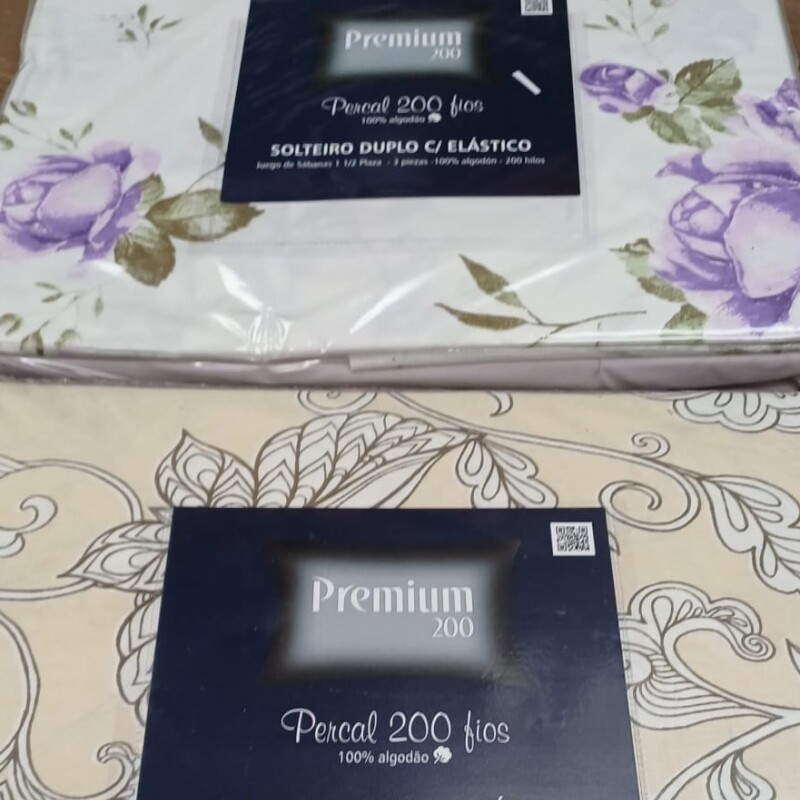 Premium
200
Percal 200 fios
100% algodão
SOLTEIRO DUPLO C/ ELÁSTICO
Juego de Sábanas 1 1/2 Plaza - 3 piezas -100% algodón - 200 hilos
Premium
200
Percal 200 fios
100% algodão